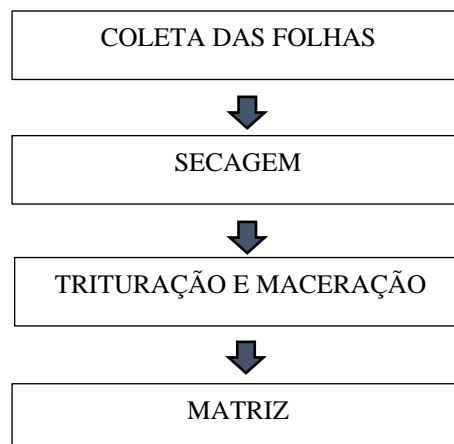 COLETA DAS FOLHAS
SECAGEM
TRITURAÇÃO E MACERAÇÃO
MATRIZ